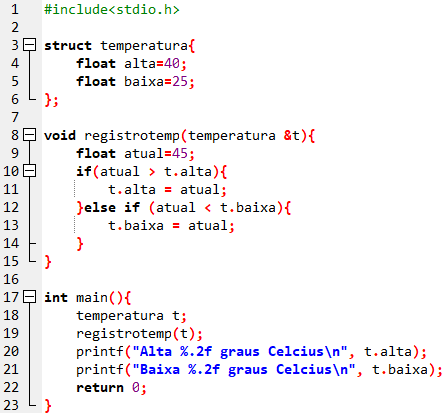 1 #include<stdio.h>
2
3 struct temperatura{
4     float alta=40;
5     float baixa=25;
6 };
7
8 void registrotemp(temperatura &t){
9     float atual=45;
10     if(atual > t.alta){
11         t.alta = atual;
12     }else if (atual < t.baixa){
13         t.baixa = atual;
14     }
15 }
16
17 int main(){
18     temperatura t;
19     registrotemp(t);
20     printf("Alta %.2f graus Celcius\n", t.alta);
21     printf("Baixa %.2f graus Celcius\n", t.baixa);
22     return 0;
23 }